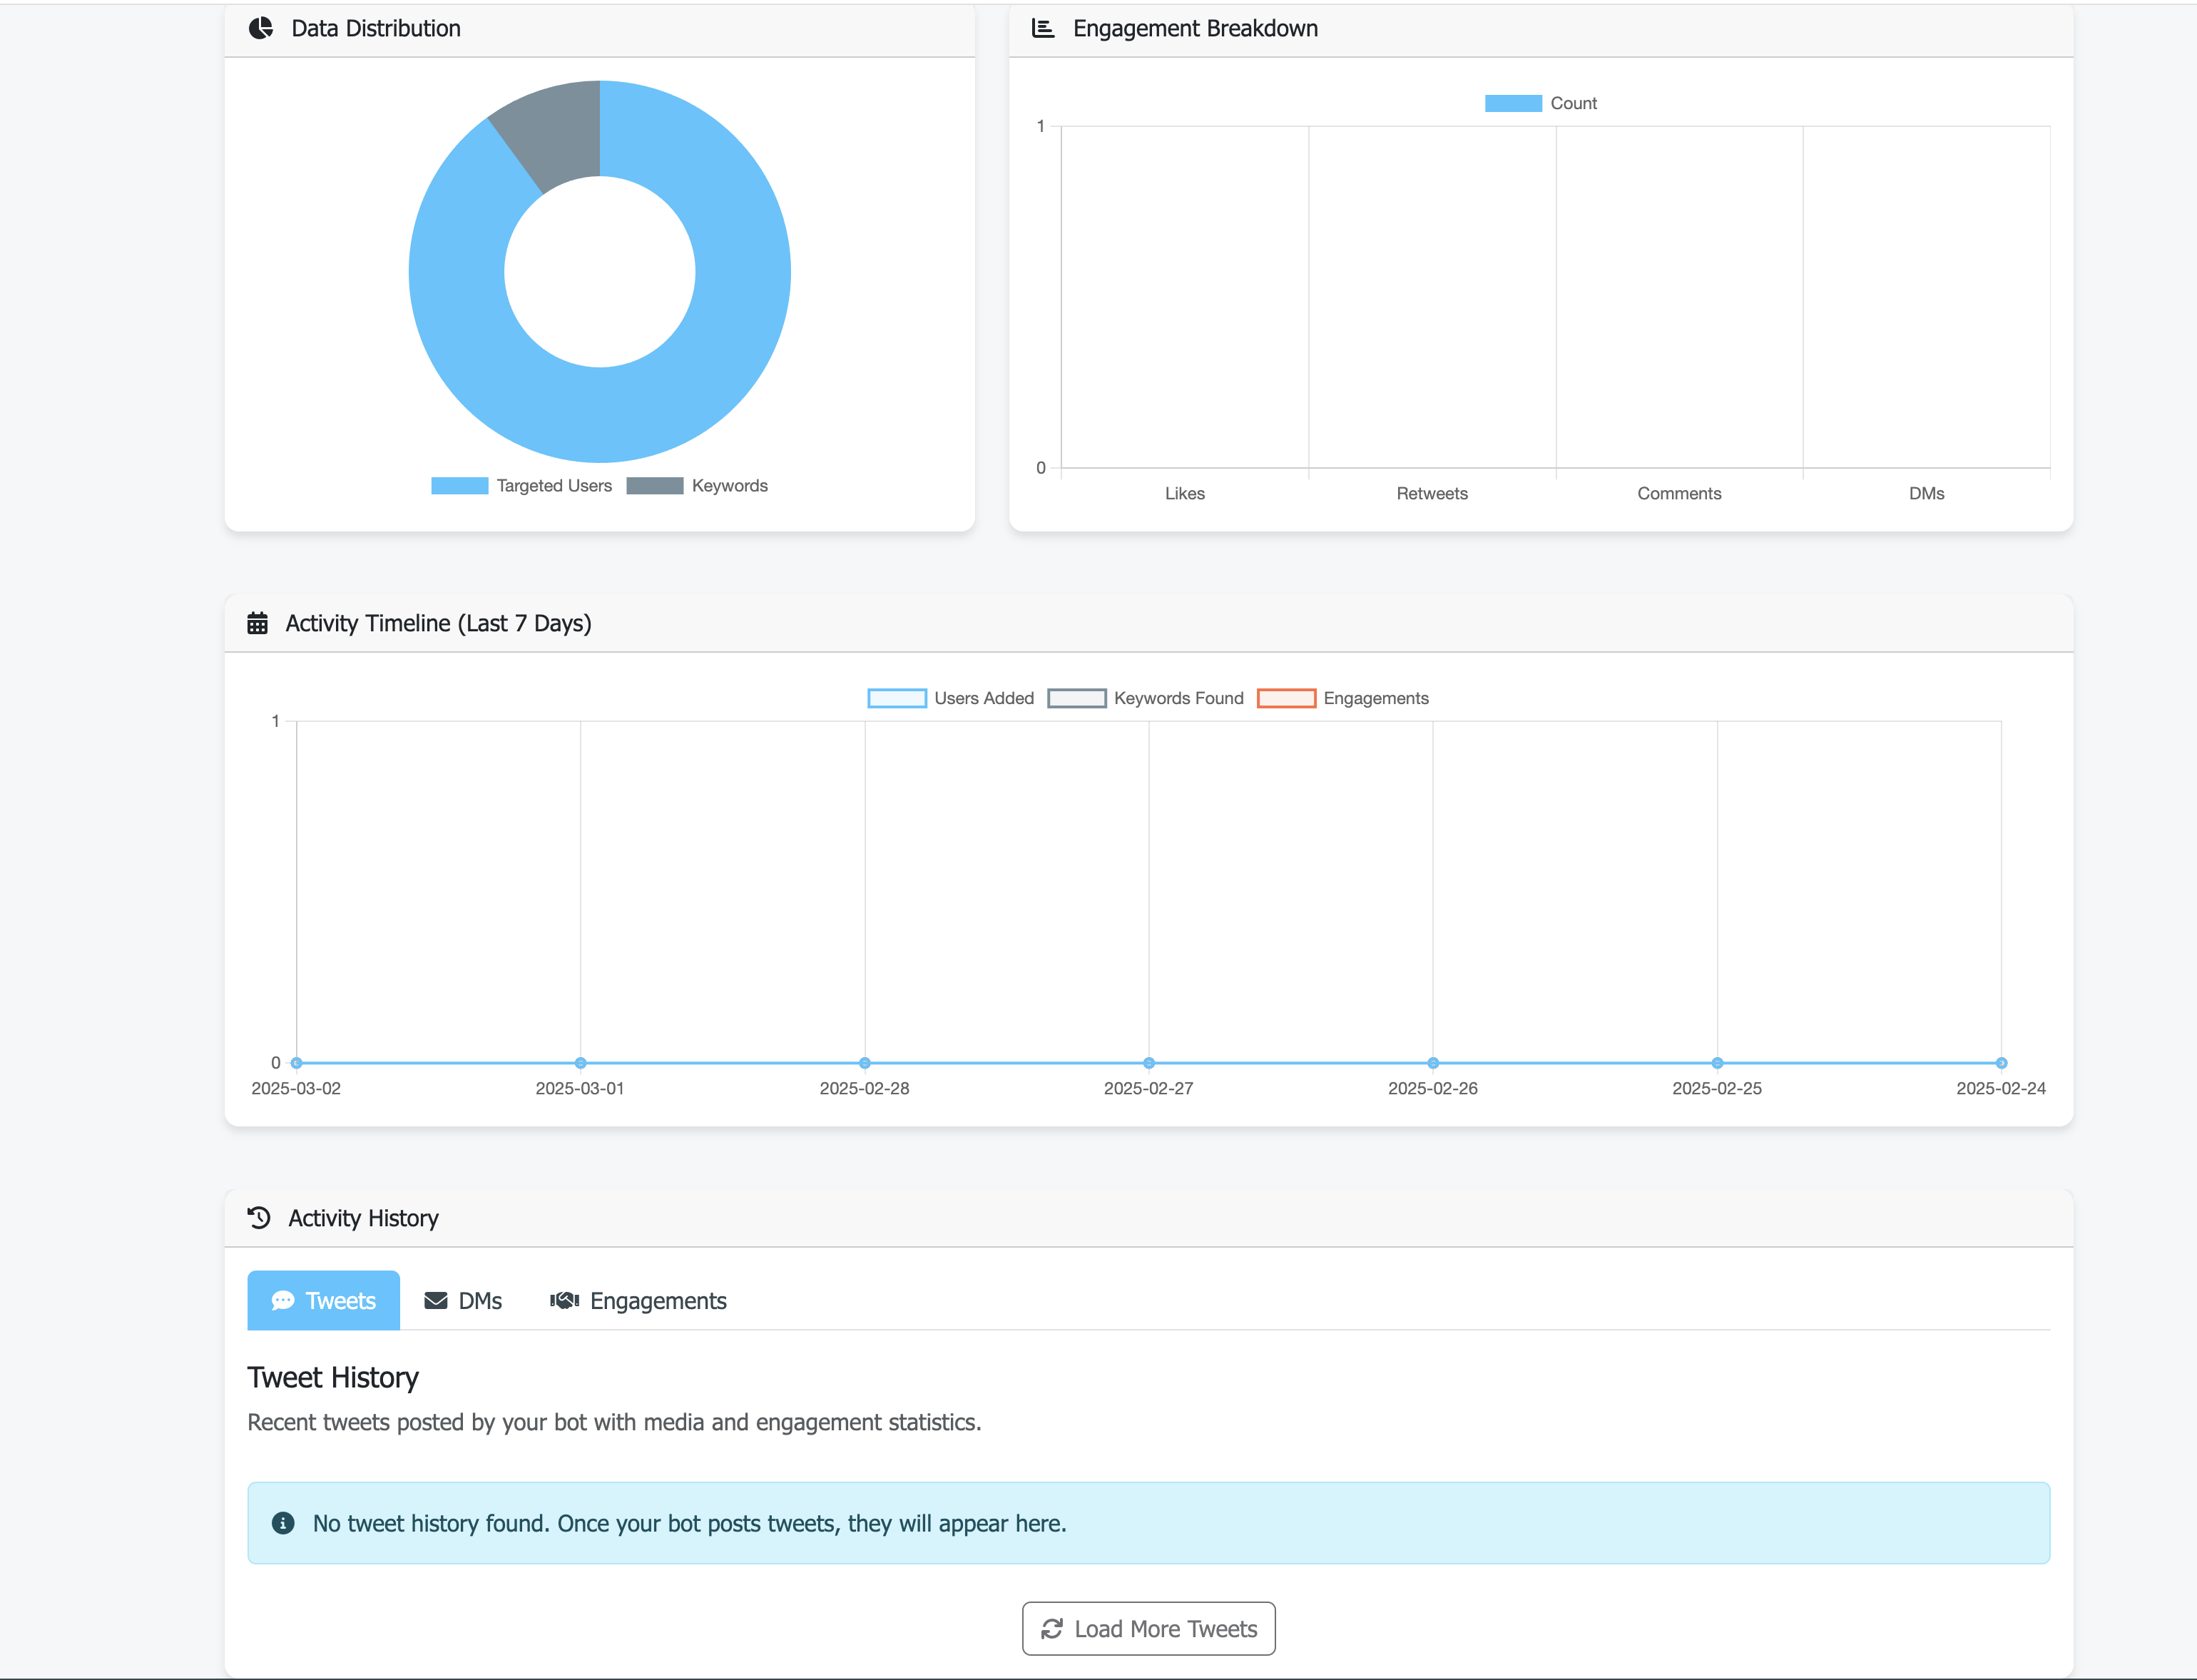 Data Distribution
Targeted Users Keywords
Engagement Breakdown
Count
1
0
Likes Retweets Comments DMs
Activity Timeline (Last 7 Days)
Users Added Keywords Found Engagements
1
0
2025-03-02 2025-03-01 2025-02-28 2025-02-27 2025-02-26 2025-02-25 2025-02-24
Activity History
Tweets DMs Engagements
Tweet History
Recent tweets posted by your bot with media and engagement statistics.
No tweet history found. Once your bot posts tweets, they will appear here.
Load More Tweets